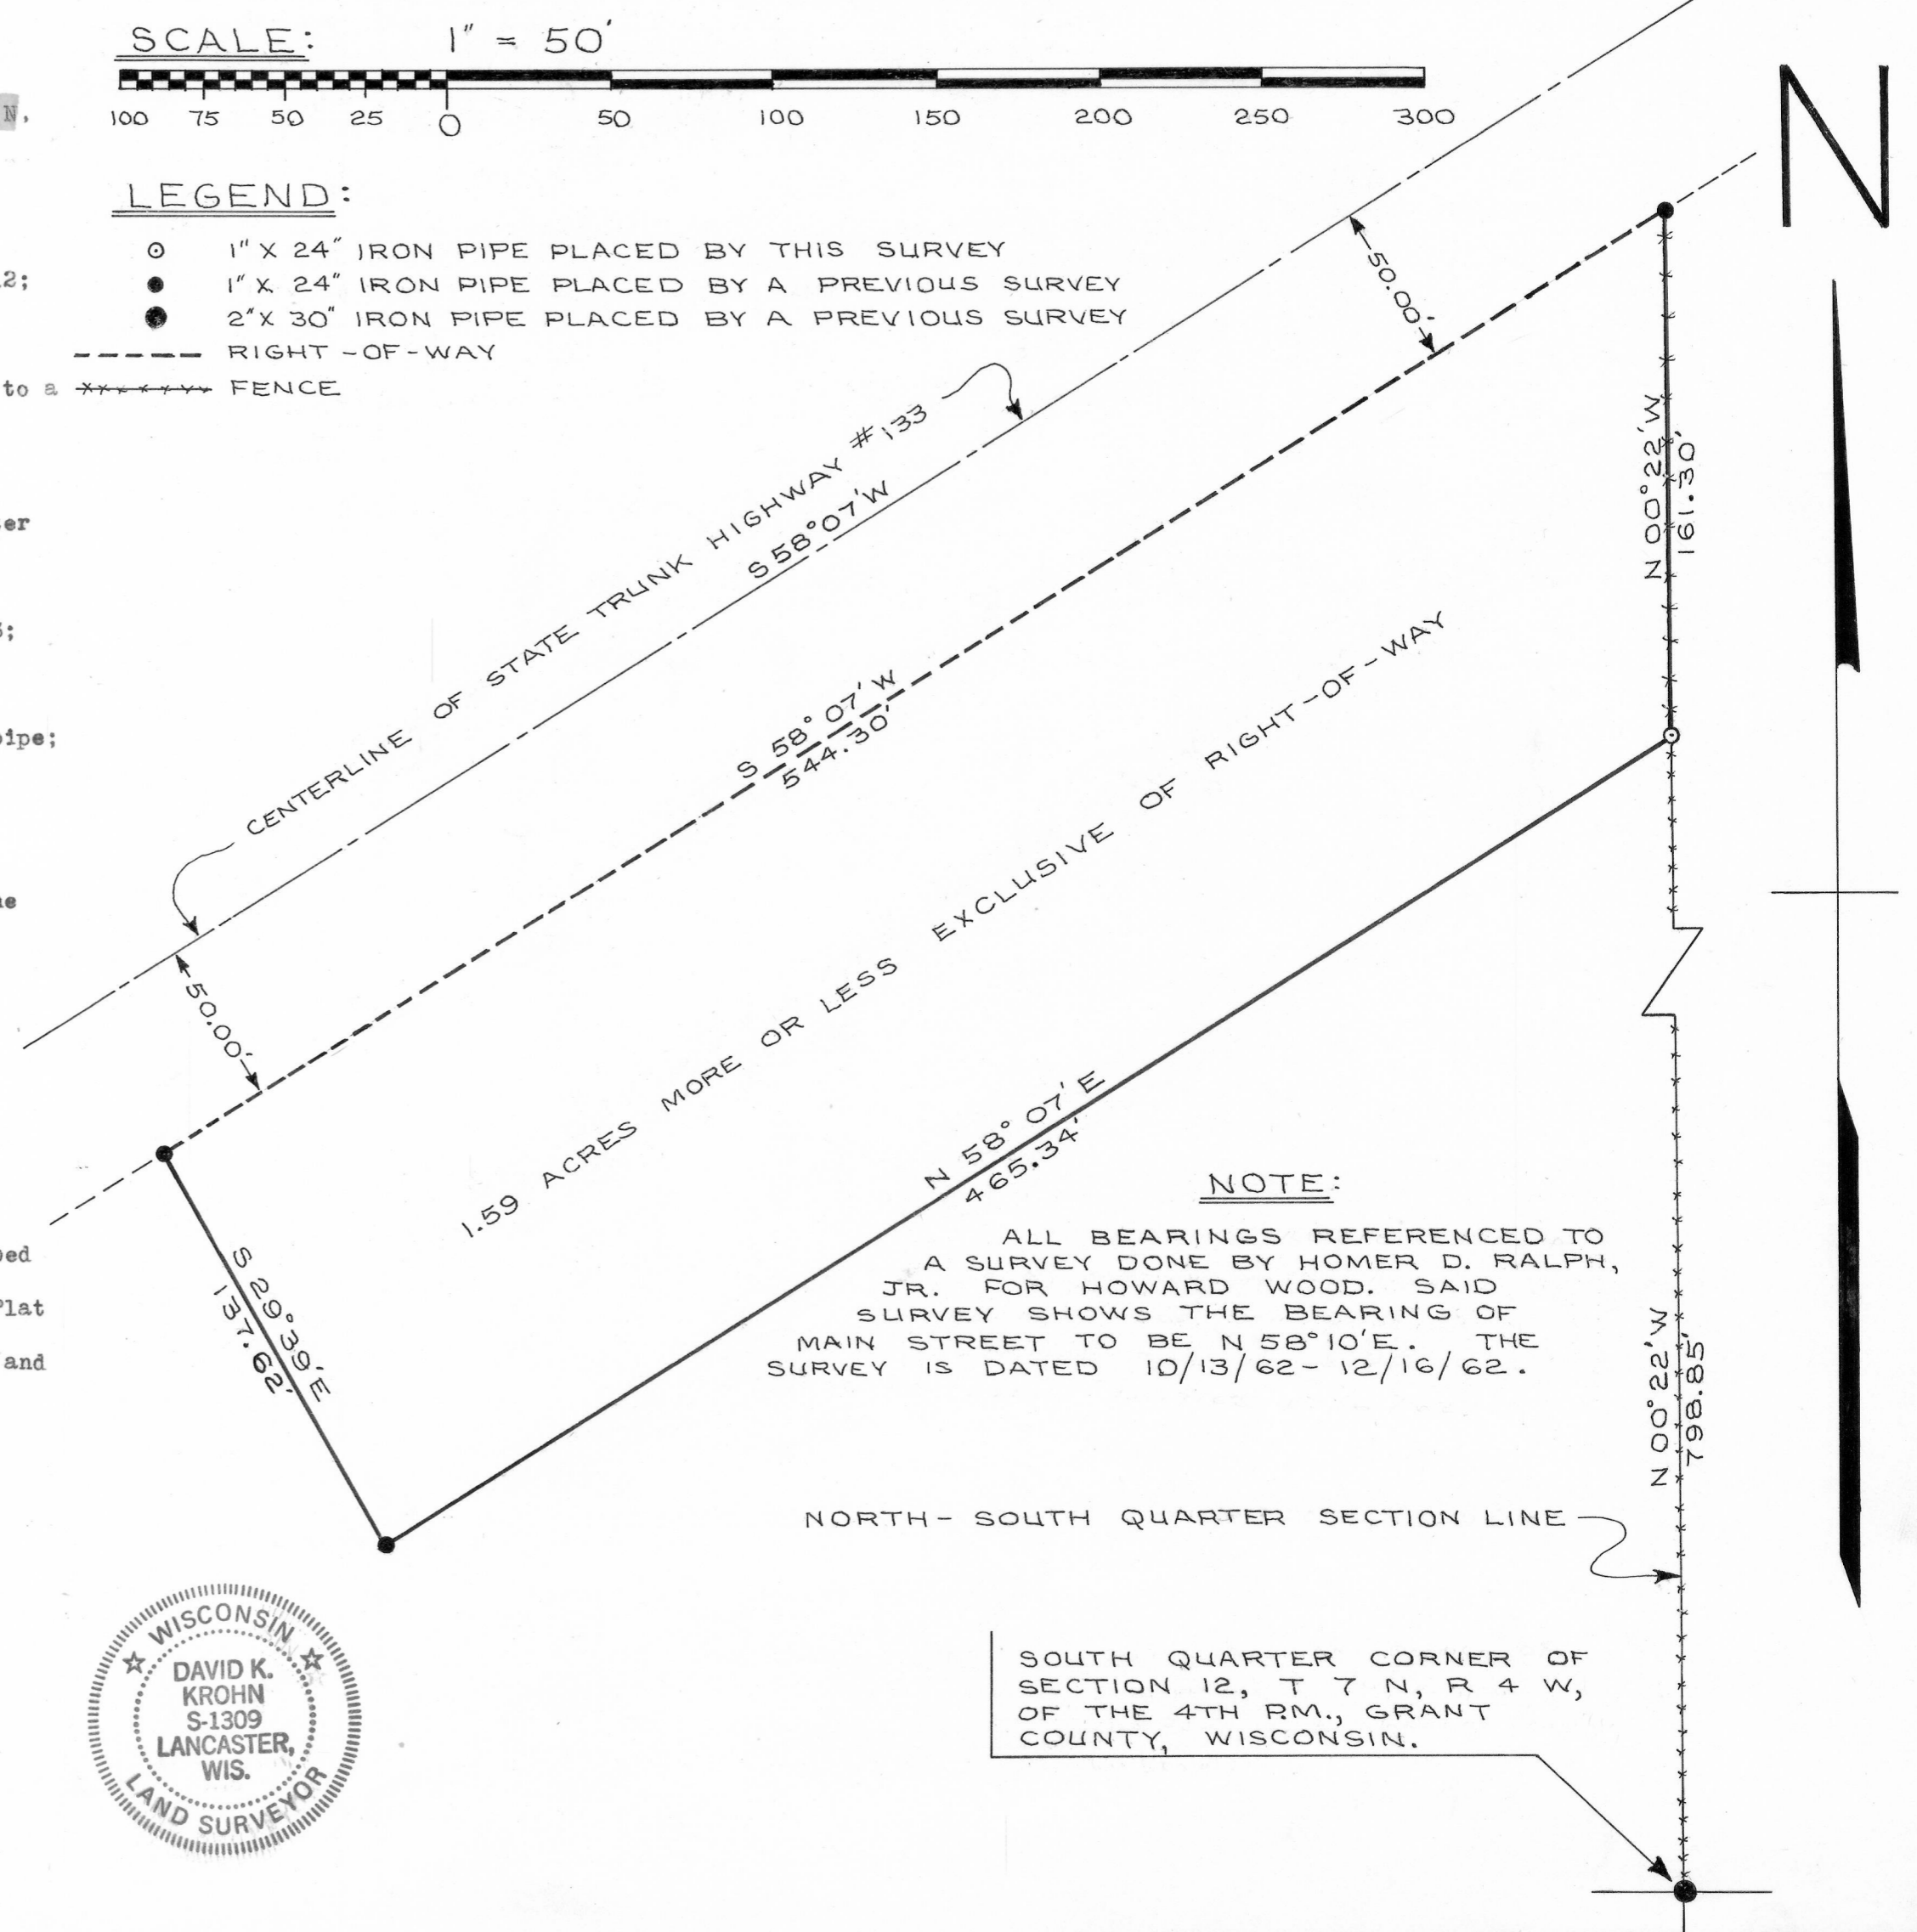 SCALE: 1" = 50'
100 75 50 25 0 50 100 150 200 250 300
N
LEGEND:
1" X 24" IRON PIPE PLACED BY THIS SURVEY
1" X 24" IRON PIPE PLACED BY A PREVIOUS SURVEY
2" X 30" IRON PIPE PLACED BY A PREVIOUS SURVEY
RIGHT-OF-WAY
FENCE
N,
2;
to a
er
;
ipe;
e
ed
lat
and
CENTERLINE OF STATE TRUNK HIGHWAY #133
S 58°07'W
50.00'
50.00'
S 58°07'W
544.30'
N 00°22'W
161.30'
1.59 ACRES MORE OR LESS EXCLUSIVE OF RIGHT-OF-WAY
N 58°07'E
465.34'
S 29°39'E
137.62'
NOTE:
ALL BEARINGS REFERENCED TO
A SURVEY DONE BY HOMER D. RALPH,
JR. FOR HOWARD WOOD. SAID
SURVEY SHOWS THE BEARING OF
MAIN STREET TO BE N 58°10'E. THE
SURVEY IS DATED 10/13/62-12/16/62.
N 00°22'W
798.85'
NORTH-SOUTH QUARTER SECTION LINE
SOUTH QUARTER CORNER OF
SECTION 12, T 7 N, R 4 W,
OF THE 4TH P.M., GRANT
COUNTY, WISCONSIN.
WISCONSIN
DAVID K.
KROHN
S-1309
LANCASTER,
WIS.
LAND SURVEYOR